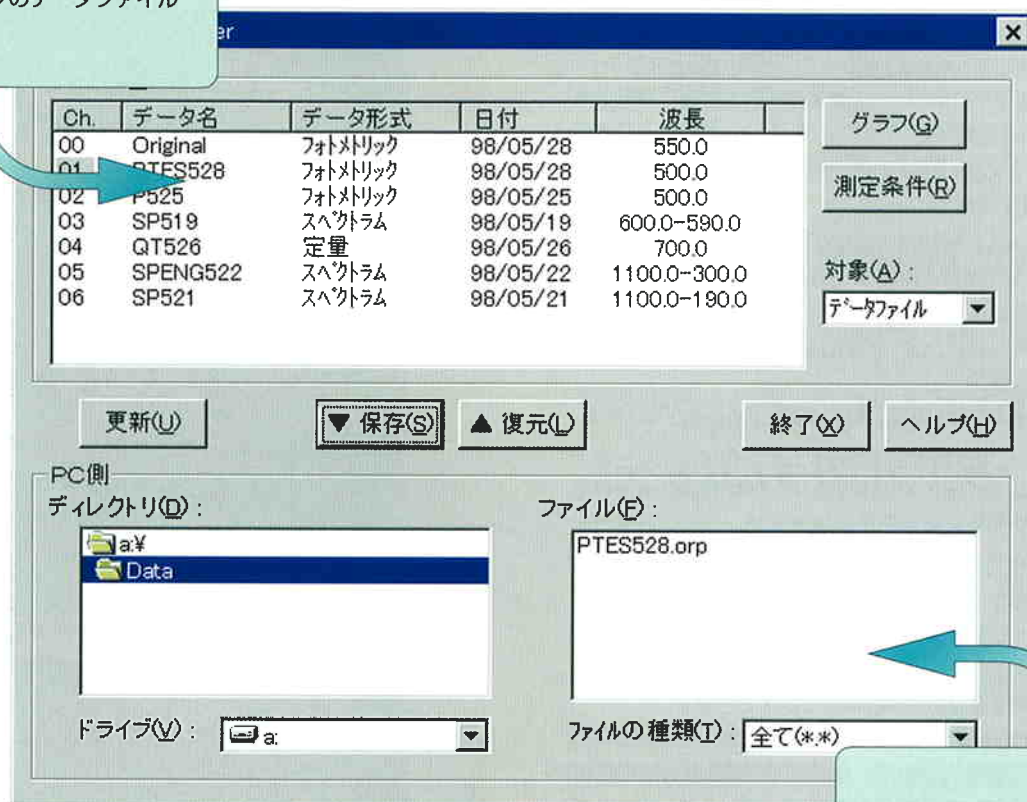 のデータファイル
er
Ch. データ名 データ形式 日付 波長
00 Original フォトメトリック 98/05/28 550.0
01 PTES528 フォトメトリック 98/05/28 500.0
02 P525 フォトメトリック 98/05/25 500.0
03 SP519 スペクトラム 98/05/19 600.0-590.0
04 QT526 定量 98/05/26 700.0
05 SPENG522 スペクトラム 98/05/22 1100.0-300.0
06 SP521 スペクトラム 98/05/21 1100.0-190.0
グラフ(G)
測定条件(R)
対象(A):
データファイル
更新(U) ▼ 保存(S) ▲ 復元(L) 終了(X) ヘルプ(H)
PC側
ディレクトリ(D):
a:¥
Data
ドライブ(V): a:
ファイル(F):
PTES528.orp
ファイルの種類(T): 全て(*.*)